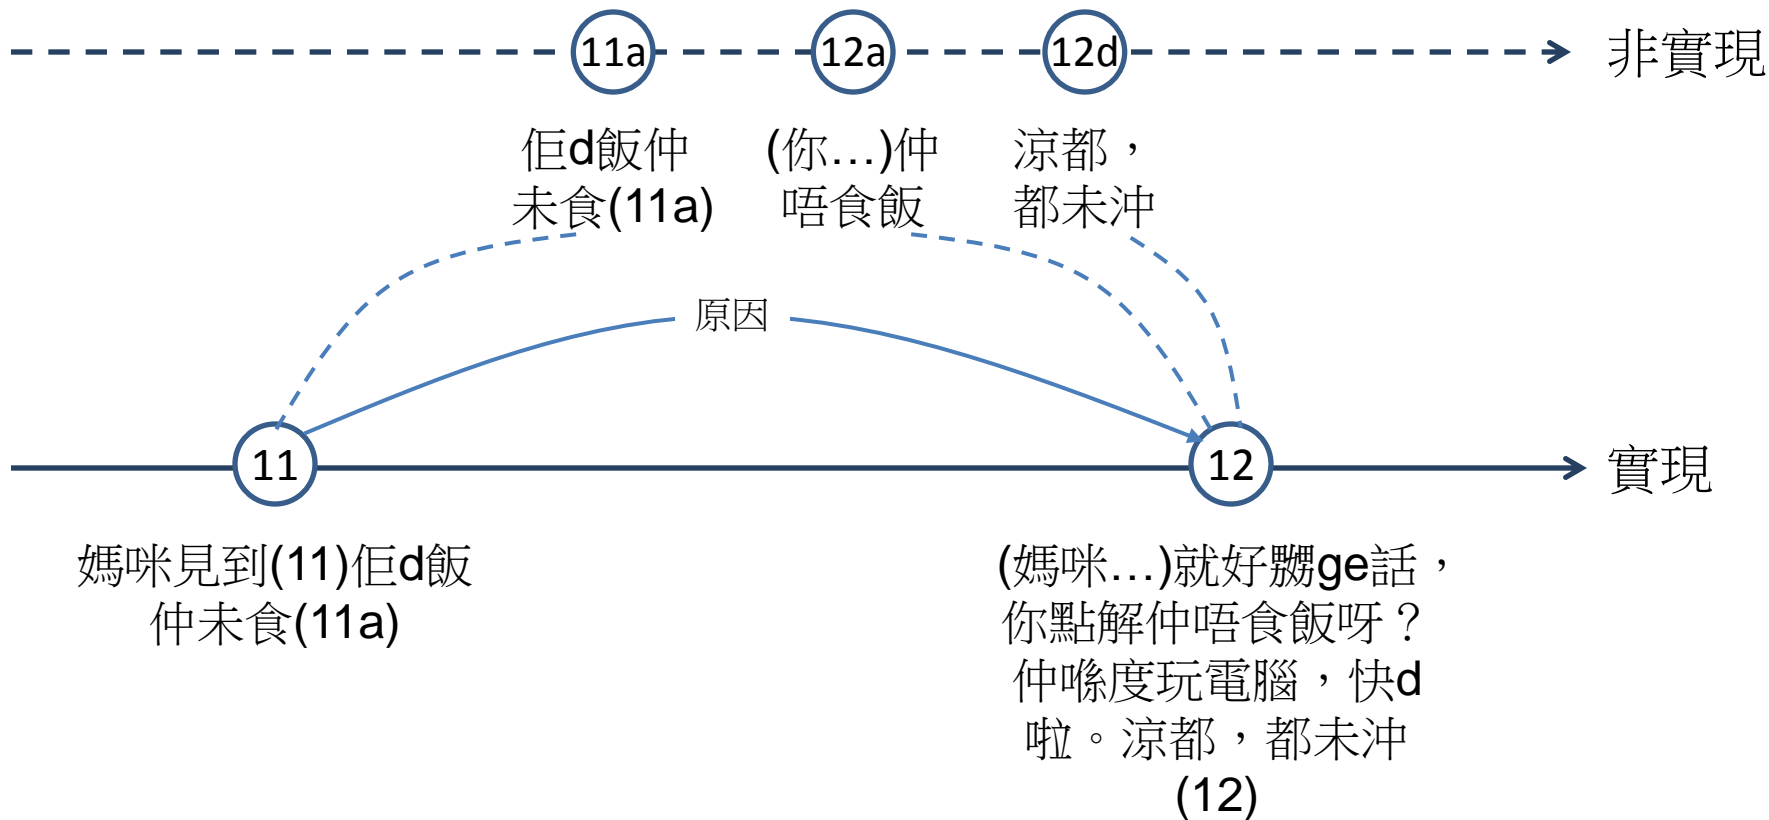 11a
12a
12d
非實現
佢d飯仲
未食(11a)
(你…)仲
唔食飯
涼都，
都未沖
原因
11
12
實現
媽咪見到(11)佢d飯
仲未食(11a)
(媽咪…)就好嬲ge話，
你點解仲唔食飯呀？
仲喺度玩電腦，快d
啦。涼都，都未沖
(12)